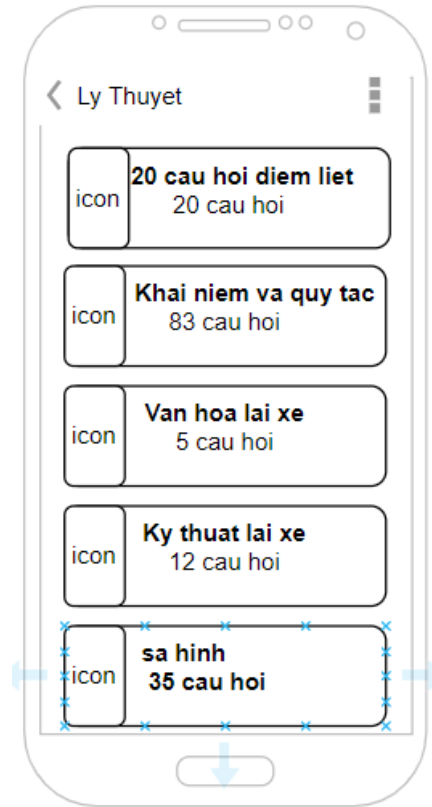 Ly Thuyet
icon
20 cau hoi diem liet
20 cau hoi
icon
Khai niem va quy tac
83 cau hoi
icon
Van hoa lai xe
5 cau hoi
icon
Ky thuat lai xe
12 cau hoi
icon
sa hinh
35 cau hoi